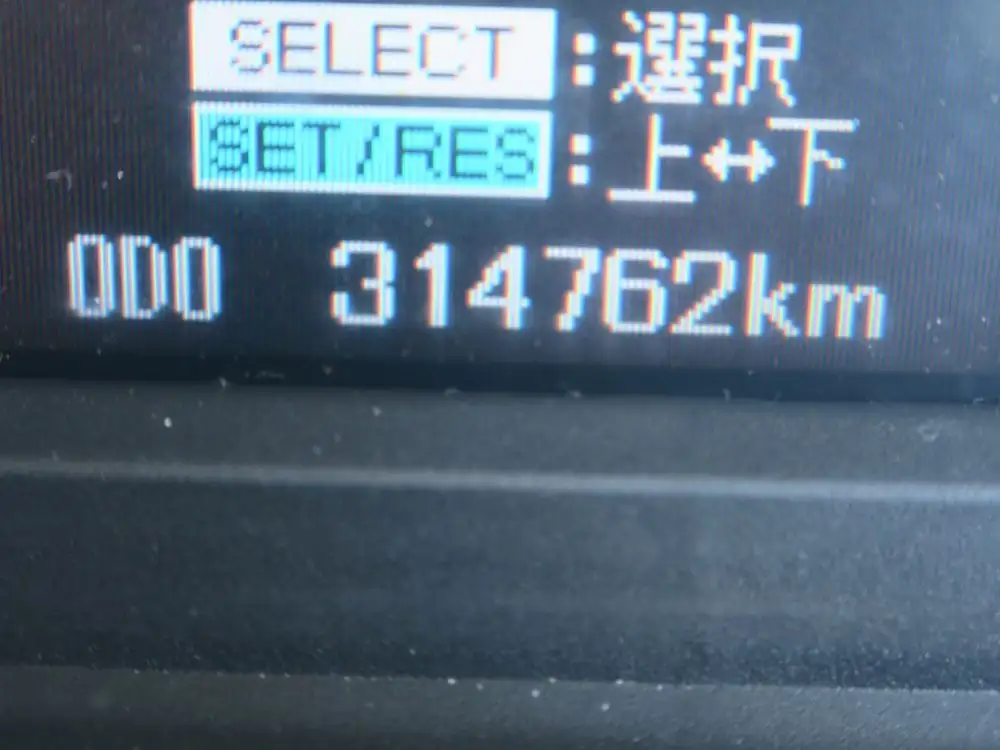 SELECT:選択
SET/RES:上↔下
ODO 314762km